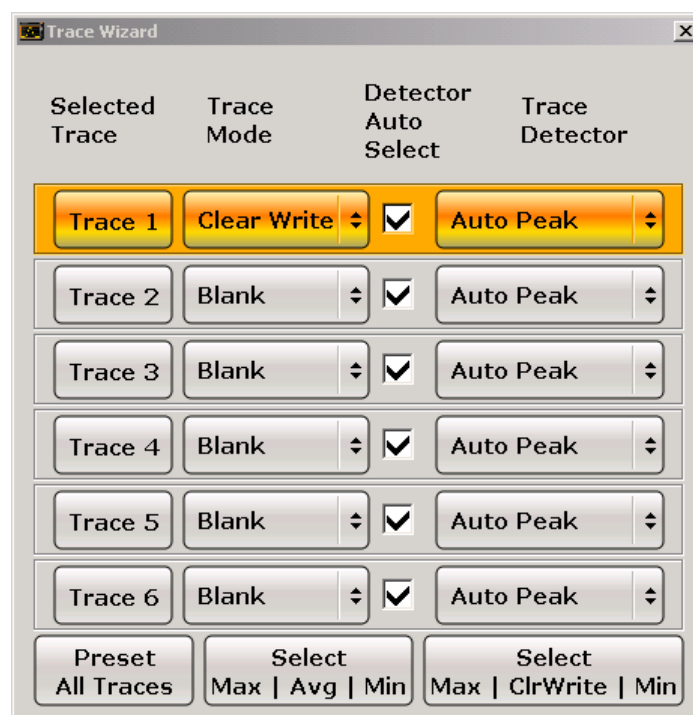 Trace Wizard
Selected Trace
Trace Mode
Detector Auto Select
Trace Detector
Trace 1 Clear Write Auto Peak
Trace 2 Blank Auto Peak
Trace 3 Blank Auto Peak
Trace 4 Blank Auto Peak
Trace 5 Blank Auto Peak
Trace 6 Blank Auto Peak
Preset All Traces
Select Max | Avg | Min
Select Max | ClrWrite | Min